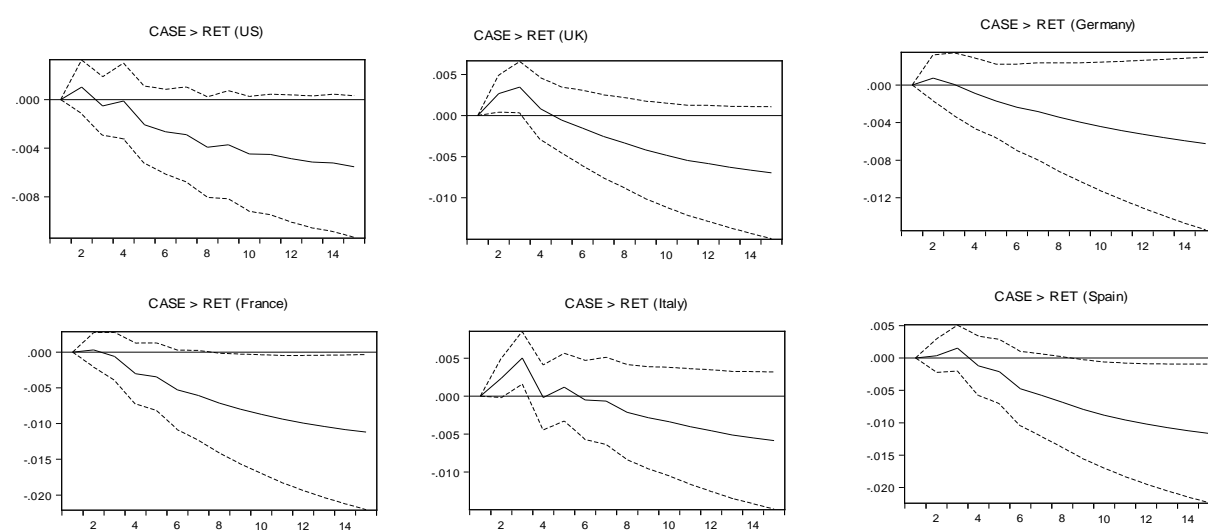 CASE > RET (US)
.000
-.004
-.008
2 4 6 8 10 12 14
CASE > RET (UK)
.005
.000
-.005
-.010
2 4 6 8 10 12 14
CASE > RET (Germany)
.000
-.004
-.008
-.012
2 4 6 8 10 12 14
CASE > RET (France)
.000
-.005
-.010
-.015
-.020
2 4 6 8 10 12 14
CASE > RET (Italy)
.005
.000
-.005
-.010
2 4 6 8 10 12 14
CASE > RET (Spain)
.005
.000
-.005
-.010
-.015
-.020
2 4 6 8 10 12 14